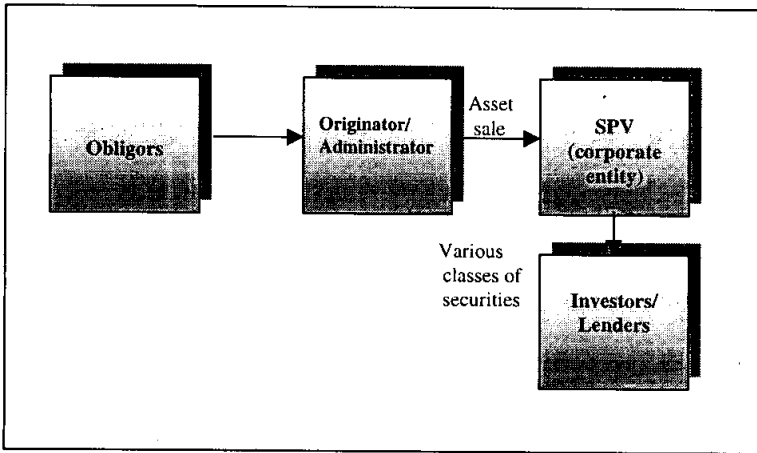 Obligors
Originator/
Administrator
Asset
sale
SPV
(corporate
entity)
Various
classes of
securities
Investors/
Lenders